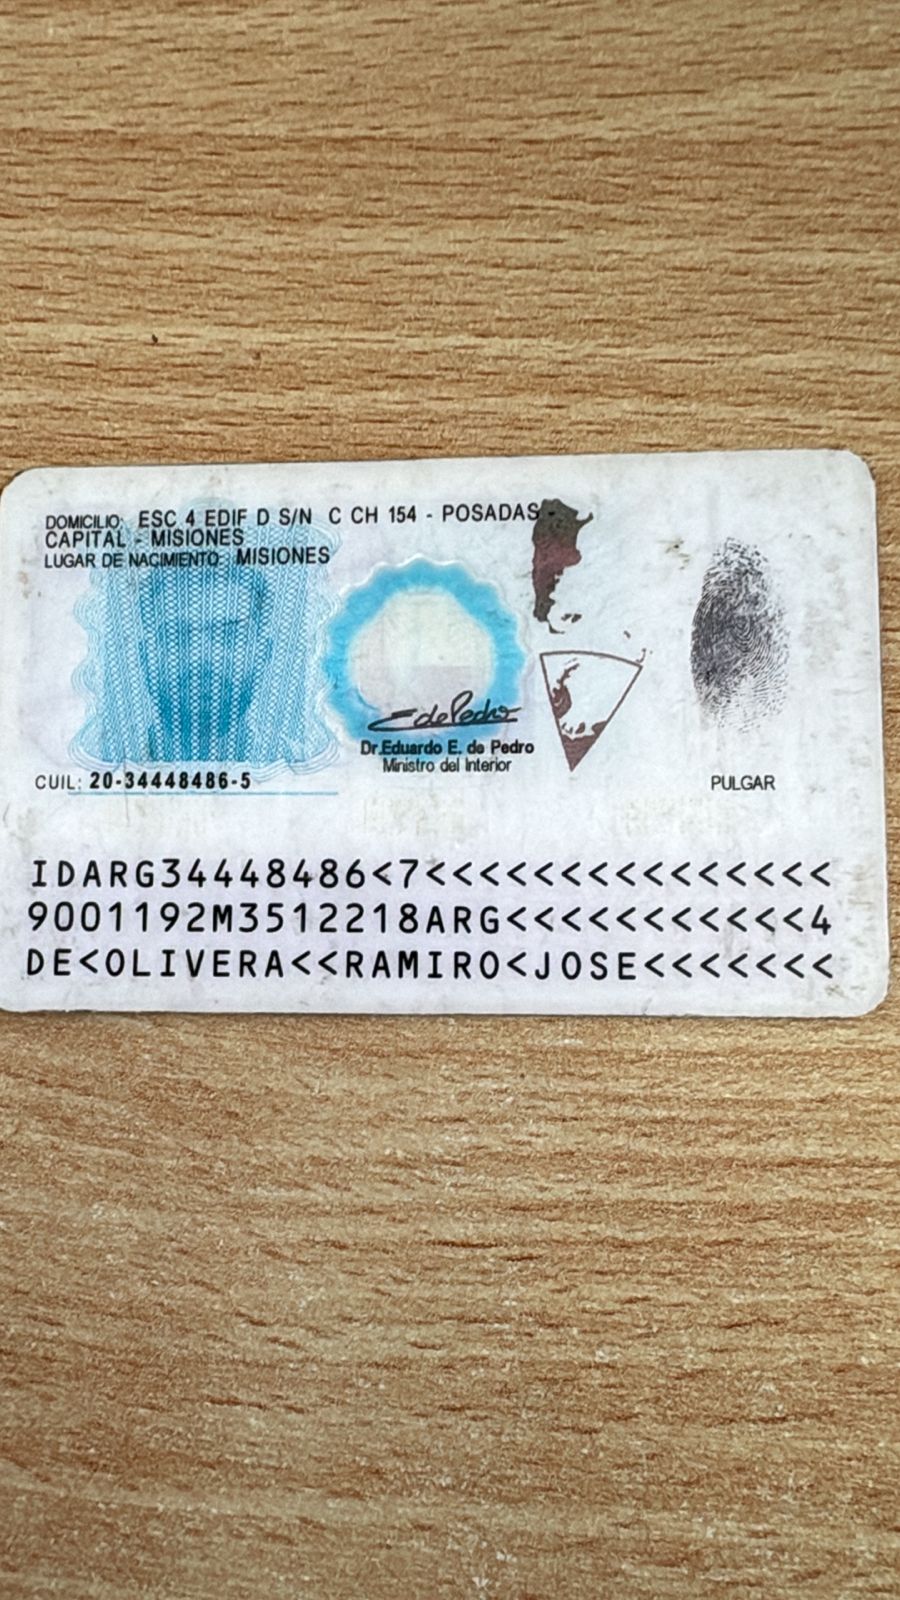 DOMICILIO: ESC 4 EDIF D S/N C CH 154 - POSADAS -
CAPITAL - MISIONES
LUGAR DE NACIMIENTO: MISIONES
Dr.Eduardo E. de Pedro
Ministro del Interior
CUIL: 20-34448486-5
PULGAR
IDARG34448486<7<<<<<<<<<<<<<<<
9001192M3512218ARG<<<<<<<<<<<4
DE<OLIVERA<<RAMIRO<JOSE<<<<<<<